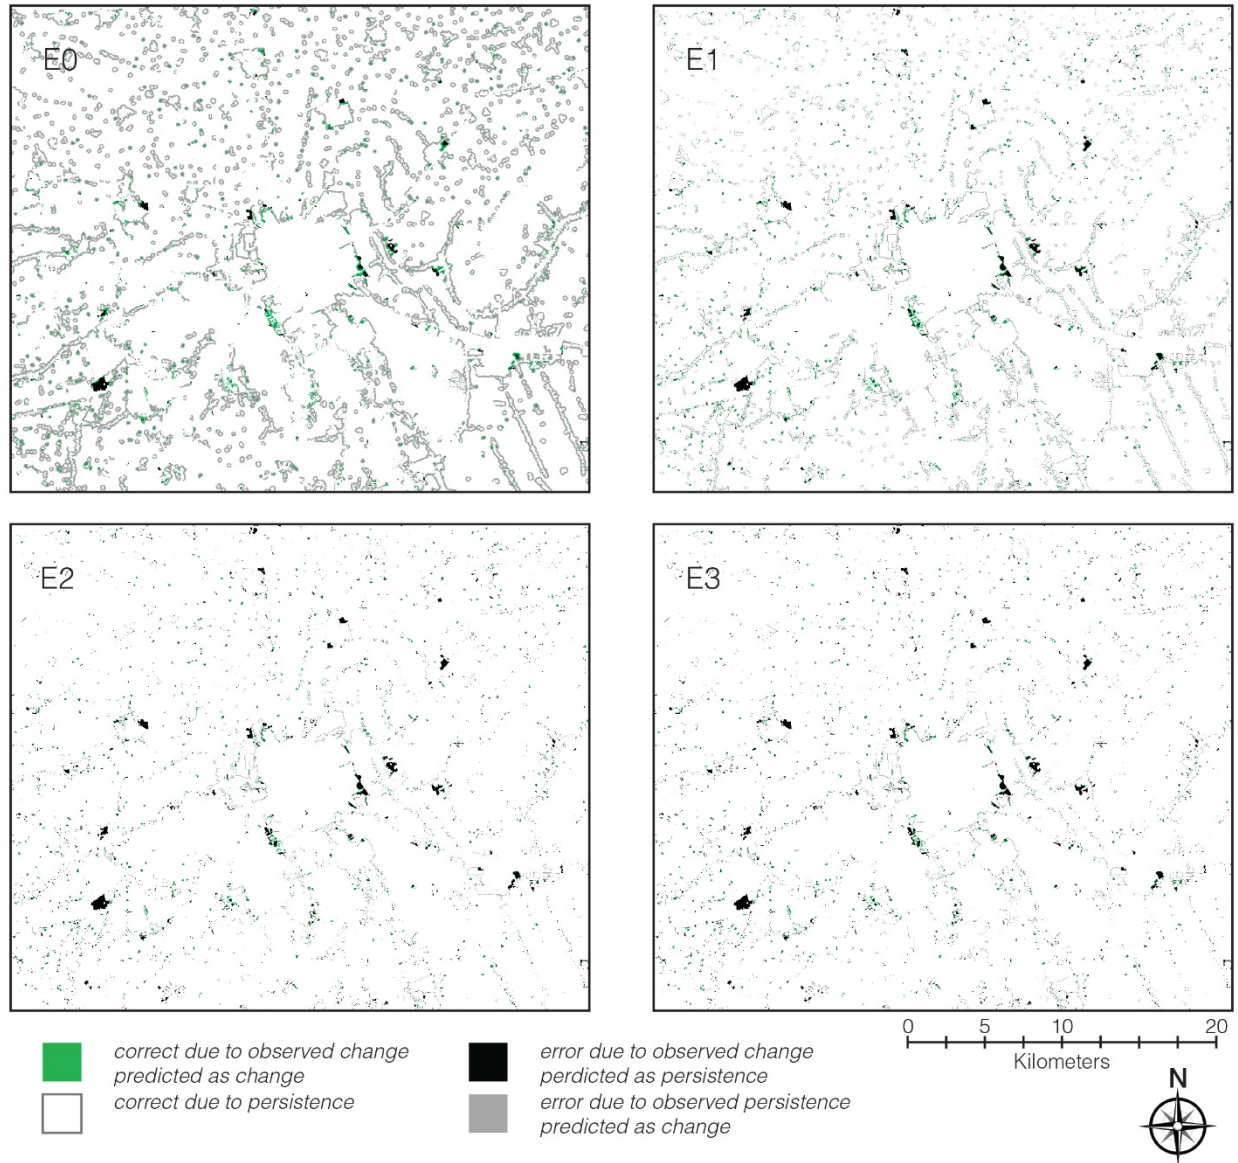 E0
E1
E2
E3
0 5 10 20
Kilometers
N
correct due to observed change
predicted as change
correct due to persistence
error due to observed change
perdicted as persistence
error due to observed persistence
predicted as change